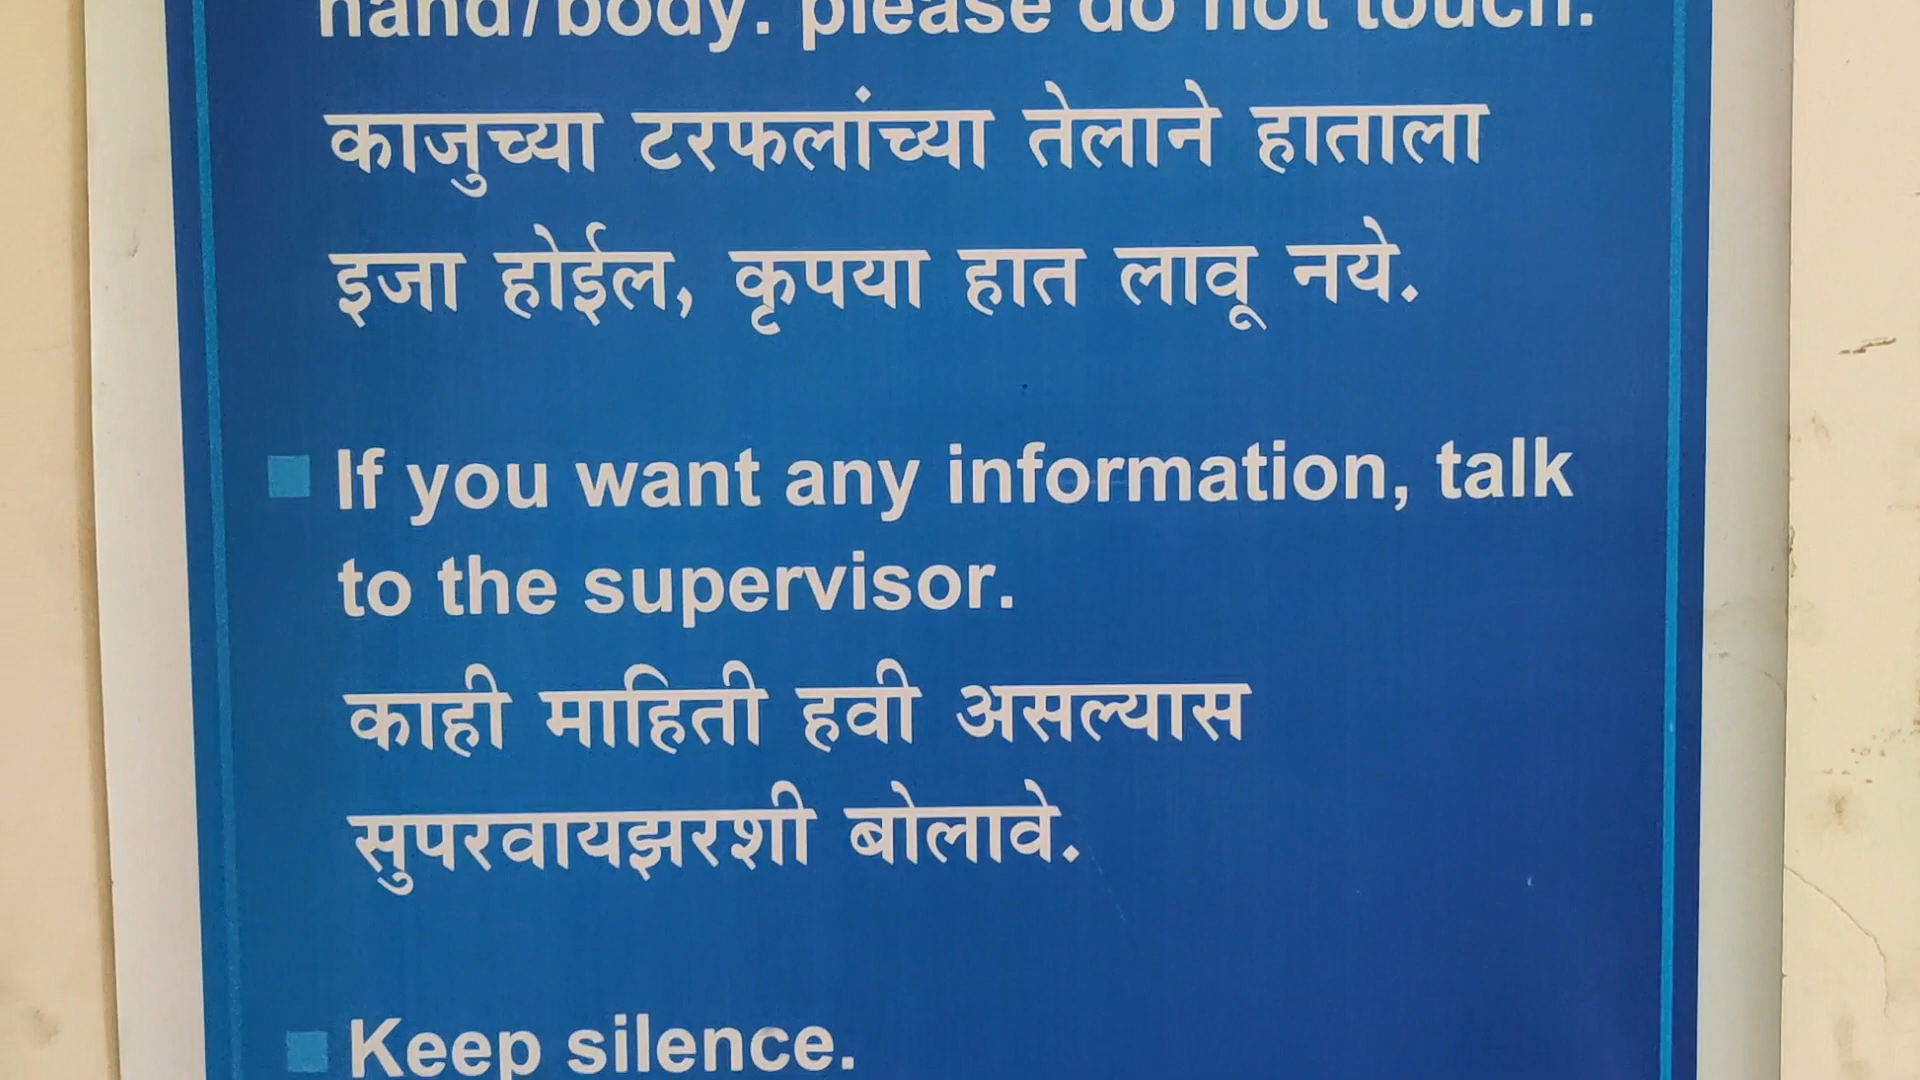 hand/body. please do not touch.
काजुच्या टरफलांच्या तेलाने हाताला
इजा होईल, कृपया हात लावू नये.
If you want any information, talk
to the supervisor.
काही माहिती हवी असल्यास
सुपरवायझरशी बोलावे.
Keep silence.